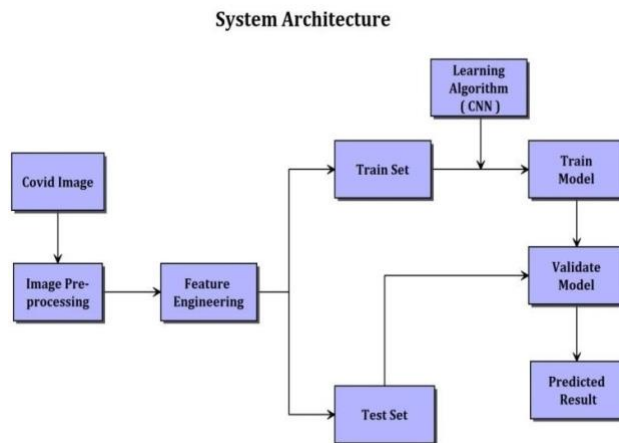 System Architecture
Learning
Algorithm
( CNN )
Covid Image
Train Set
Train
Model
Image Pre-
processing
Feature
Engineering
Validate
Model
Test Set
Predicted
Result